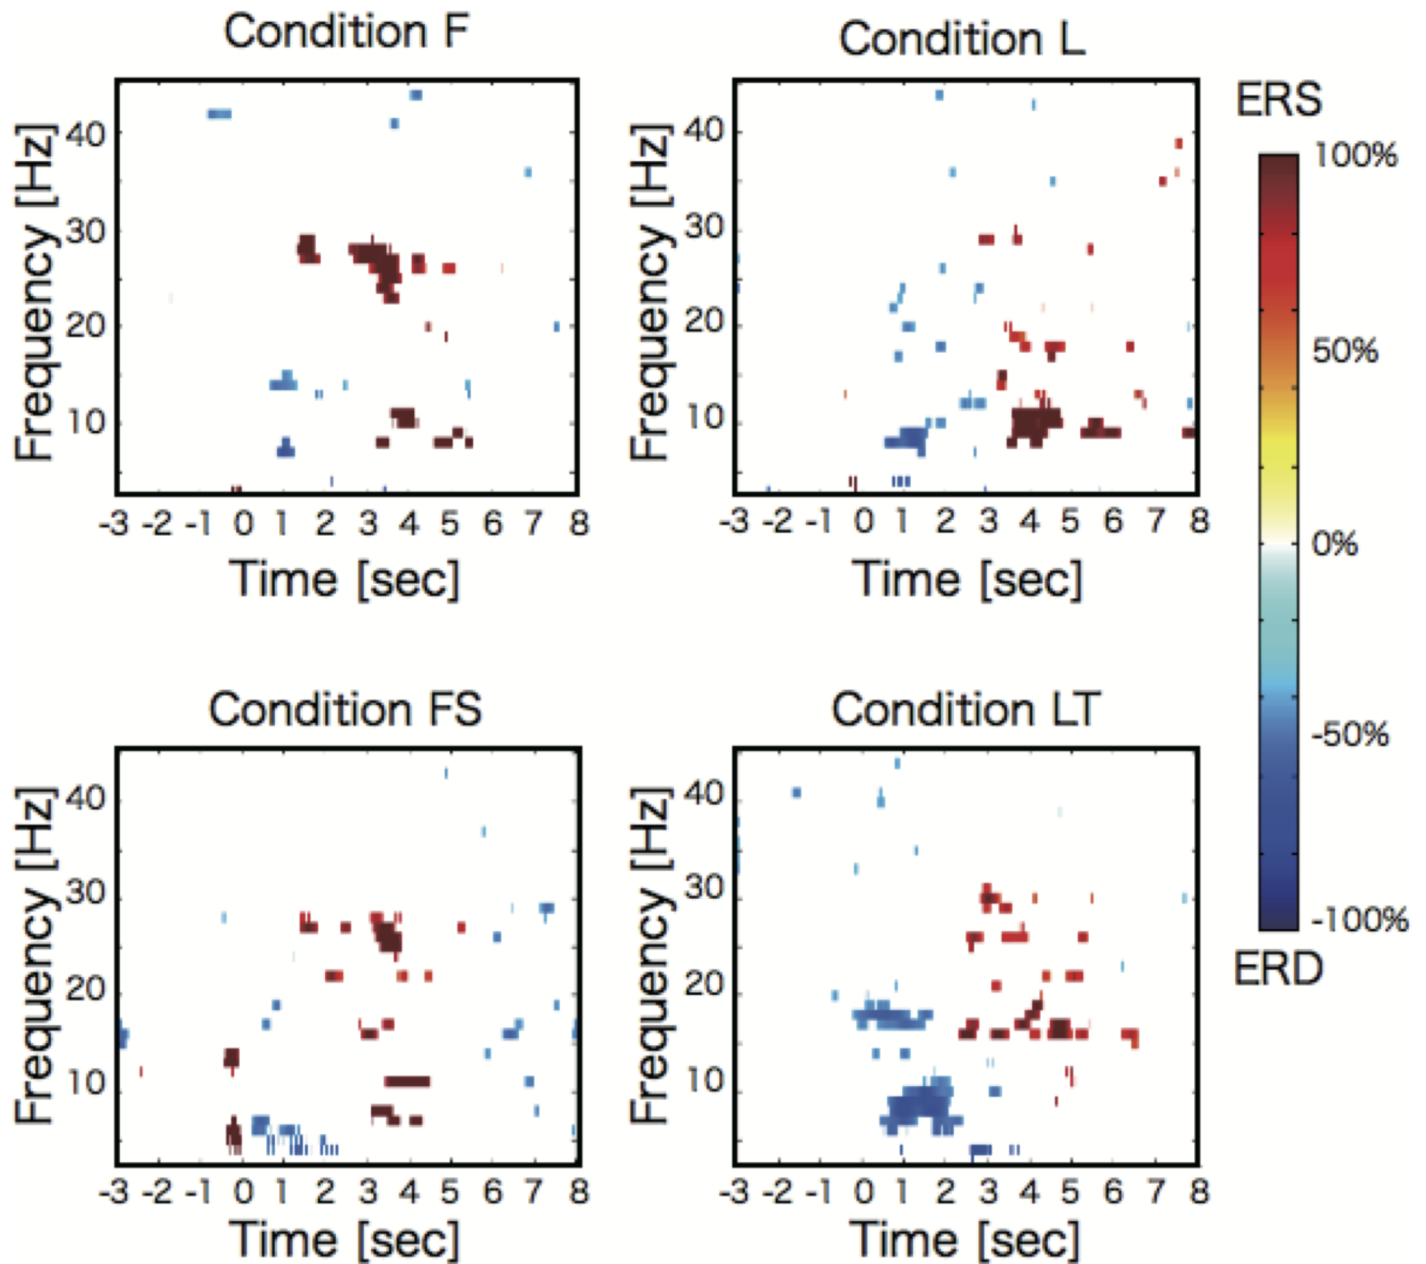 Condition F
Condition L
ERS
Frequency [Hz]
40
30
20
10
-3 -2 -1 0 1 2 3 4 5 6 7 8
Time [sec]
Frequency [Hz]
40
30
20
10
-3 -2 -1 0 1 2 3 4 5 6 7 8
Time [sec]
100%
50%
0%
-50%
-100%
ERD
Condition FS
Condition LT
Frequency [Hz]
40
30
20
10
-3 -2 -1 0 1 2 3 4 5 6 7 8
Time [sec]
Frequency [Hz]
40
30
20
10
-3 -2 -1 0 1 2 3 4 5 6 7 8
Time [sec]